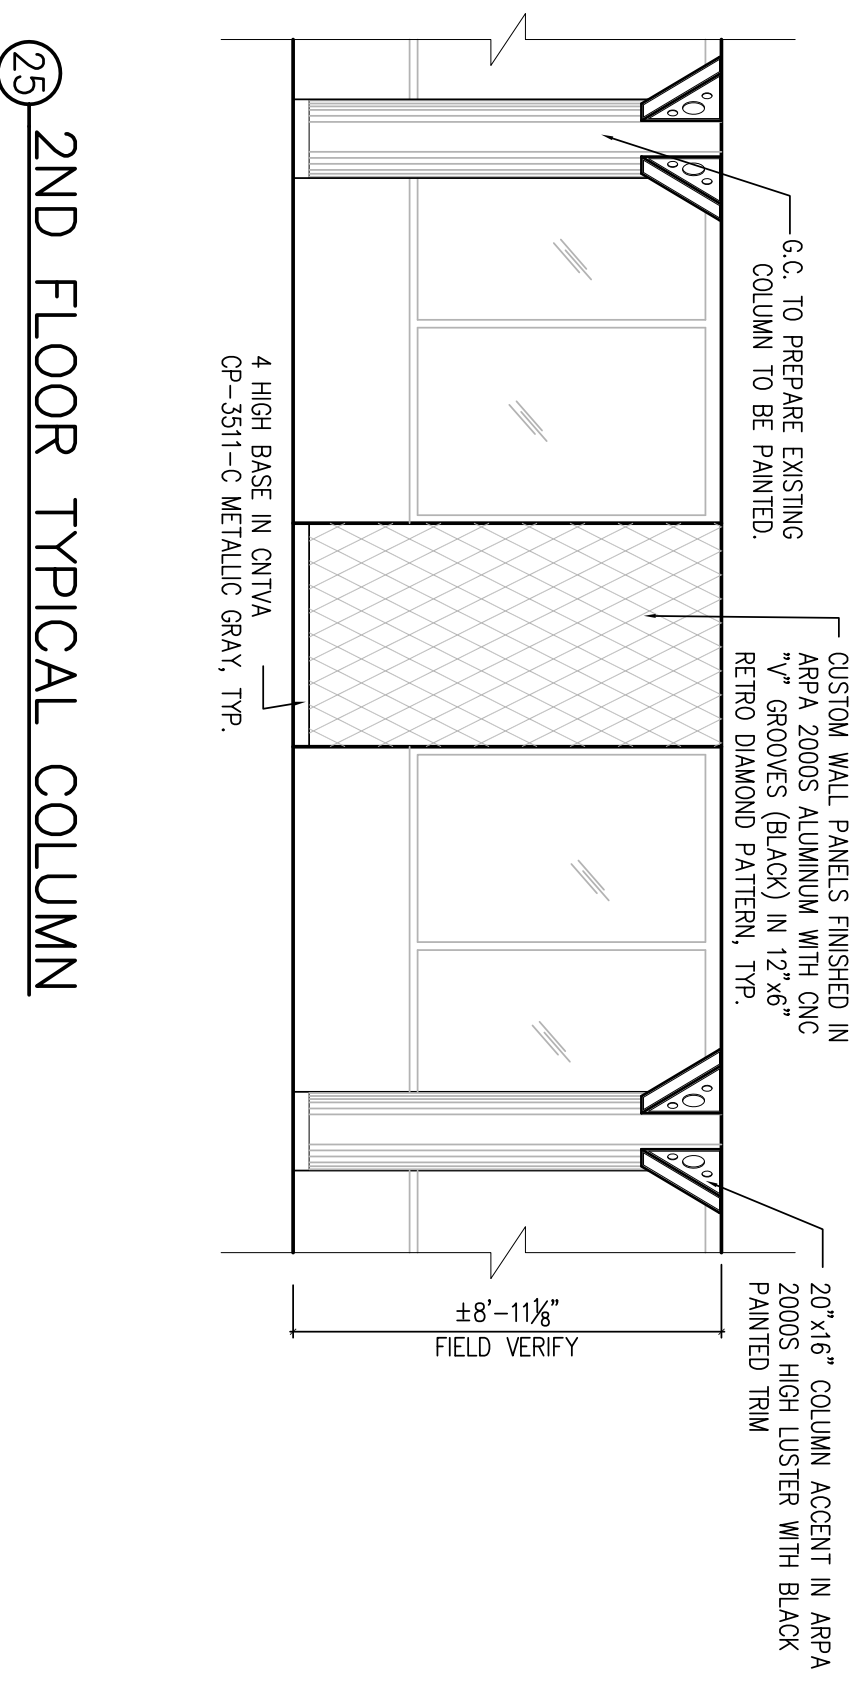 CUSTOM WALL PANELS FINISHED IN
ARPA 2000S ALUMINUM WITH CNC
"V" GROOVES (BLACK) IN 12"x6"
RETRO DIAMOND PATTERN, TYP.
20"x16" COLUMN ACCENT IN ARPA
2000S HIGH LUSTER WITH BLACK
PAINTED TRIM
G.C. TO PREPARE EXISTING
COLUMN TO BE PAINTED.
±8'-11⅛"
FIELD VERIFY
4 HIGH BASE IN CNTVA
CP-3511-C METALLIC GRAY, TYP.
25 2ND FLOOR TYPICAL COLUMN